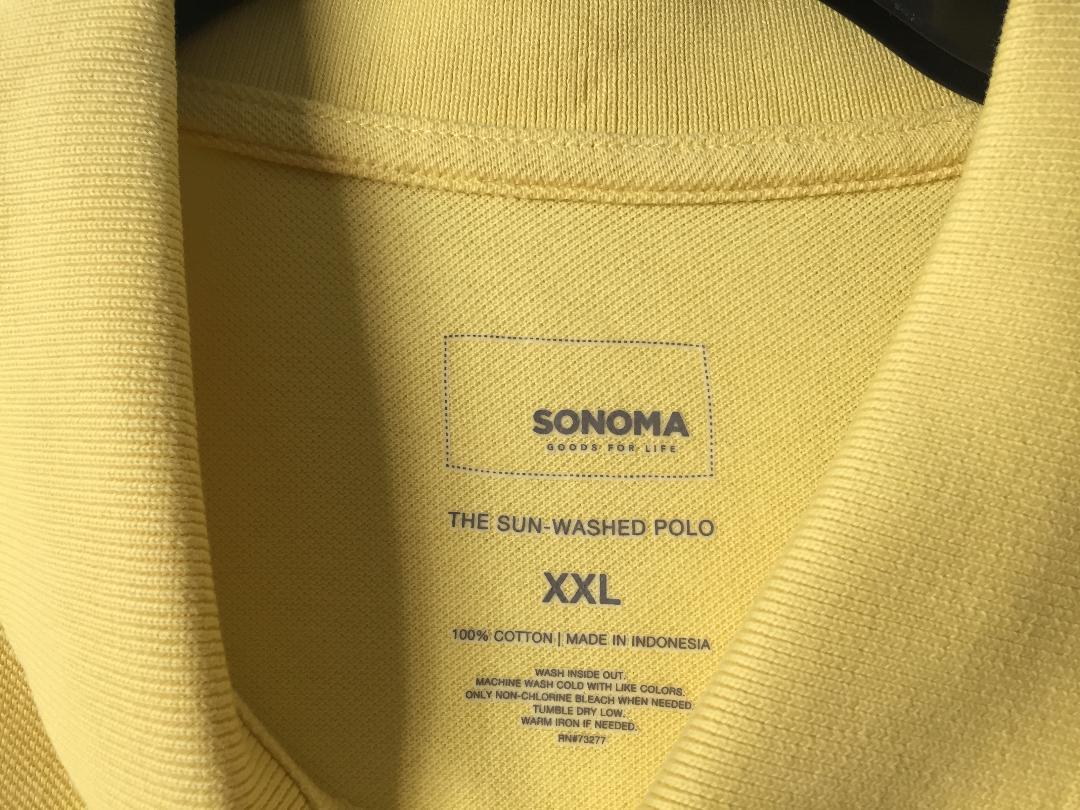 SONOMA
GOODS FOR LIFE
THE SUN-WASHED POLO
XXL
100% COTTON | MADE IN INDONESIA
WASH INSIDE OUT.
MACHINE WASH COLD WITH LIKE COLORS.
ONLY NON-CHLORINE BLEACH WHEN NEEDED.
TUMBLE DRY LOW.
WARM IRON IF NEEDED.
RN#73277